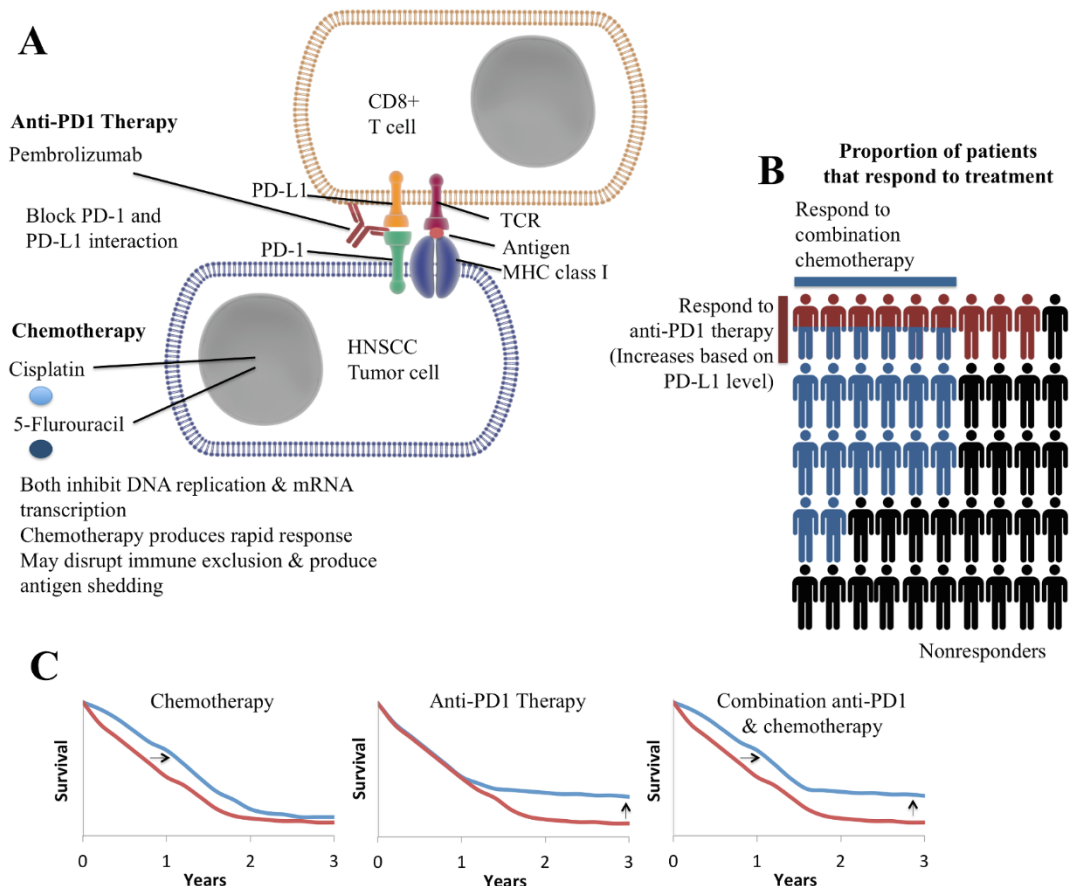 A
CD8+
T cell
Anti-PD1 Therapy
Pembrolizumab
PD-L1
TCR
Block PD-1 and
PD-L1 interaction
Antigen
PD-1
MHC class I
Chemotherapy
HNSCC
Tumor cell
Cisplatin
5-Flurouracil
Both inhibit DNA replication & mRNA
transcription
Chemotherapy produces rapid response
May disrupt immune exclusion & produce
antigen shedding
B
Proportion of patients
that respond to treatment
Respond to
combination
chemotherapy
Respond to
anti-PD1 therapy
(Increases based on
PD-L1 level)
Nonresponders
C
Chemotherapy
Survival
0 1 2 3
Years
Anti-PD1 Therapy
Survival
0 1 2 3
Years
Combination anti-PD1
& chemotherapy
Survival
0 1 2 3
Years